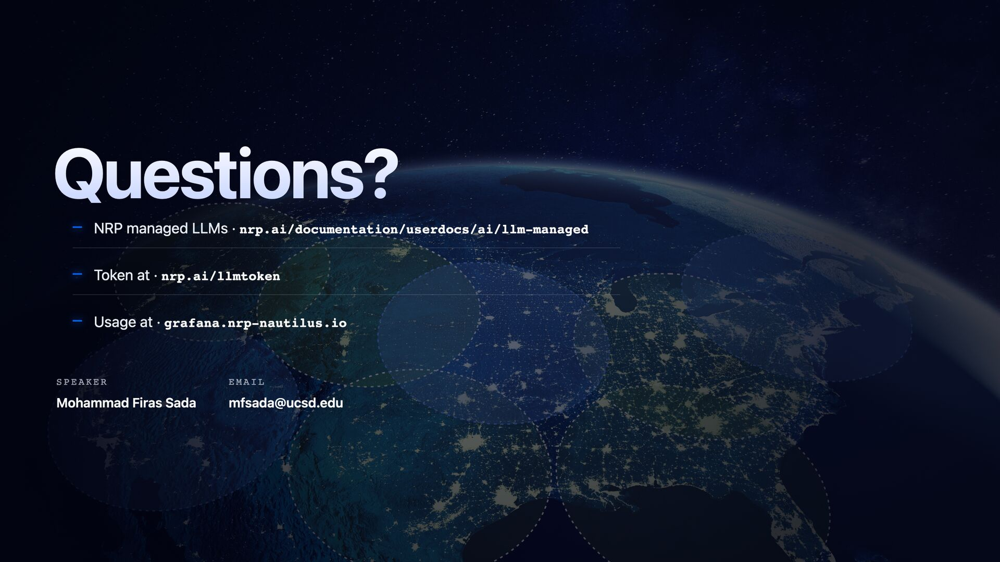 Questions?
NRP managed LLMs · nrp.ai/documentation/userdocs/ai/llm-managed
Token at · nrp.ai/llmtoken
Usage at · grafana.nrp-nautilus.io
SPEAKER EMAIL
Mohammad Firas Sada mfsada@ucsd.edu